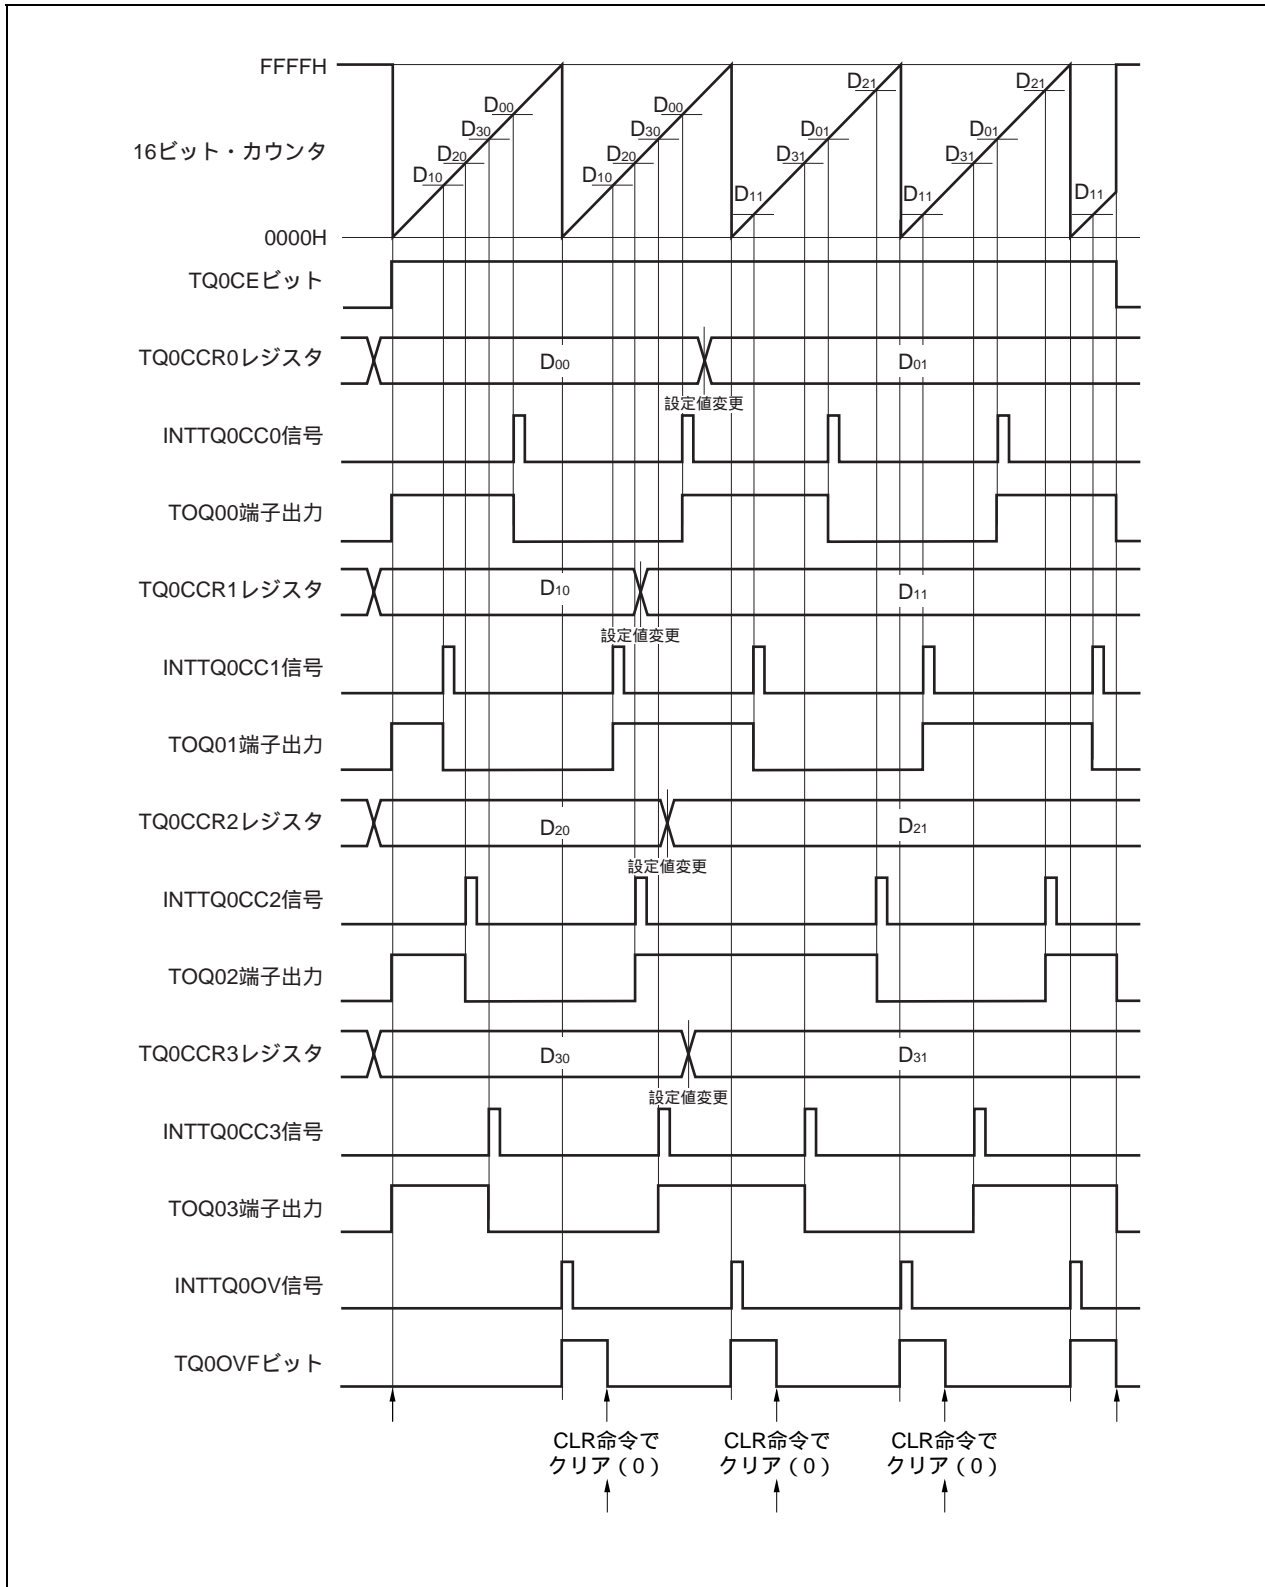 FFFFH
D00
D00
D21
D21
D30
D30
D01
D01
16ビット・カウンタ
D20
D20
D31
D31
D10
D10
D11
D11
D11
0000H
TQ0CEビット
TQ0CCR0レジスタ
D00
D01
設定値変更
INTTQ0CC0信号
TOQ00端子出力
TQ0CCR1レジスタ
D10
D11
設定値変更
INTTQ0CC1信号
TOQ01端子出力
TQ0CCR2レジスタ
D20
D21
設定値変更
INTTQ0CC2信号
TOQ02端子出力
TQ0CCR3レジスタ
D30
D31
設定値変更
INTTQ0CC3信号
TOQ03端子出力
INTTQ0OV信号
TQ0OVFビット
CLR命令で
クリア（0）
CLR命令で
クリア（0）
CLR命令で
クリア（0）